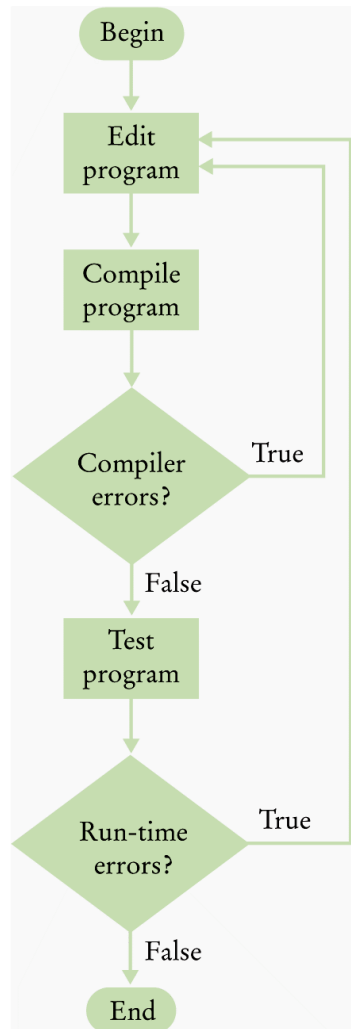 Begin
Edit
program
Compile
program
Compiler
errors?
True
False
Test
program
Run-time
errors?
True
False
End